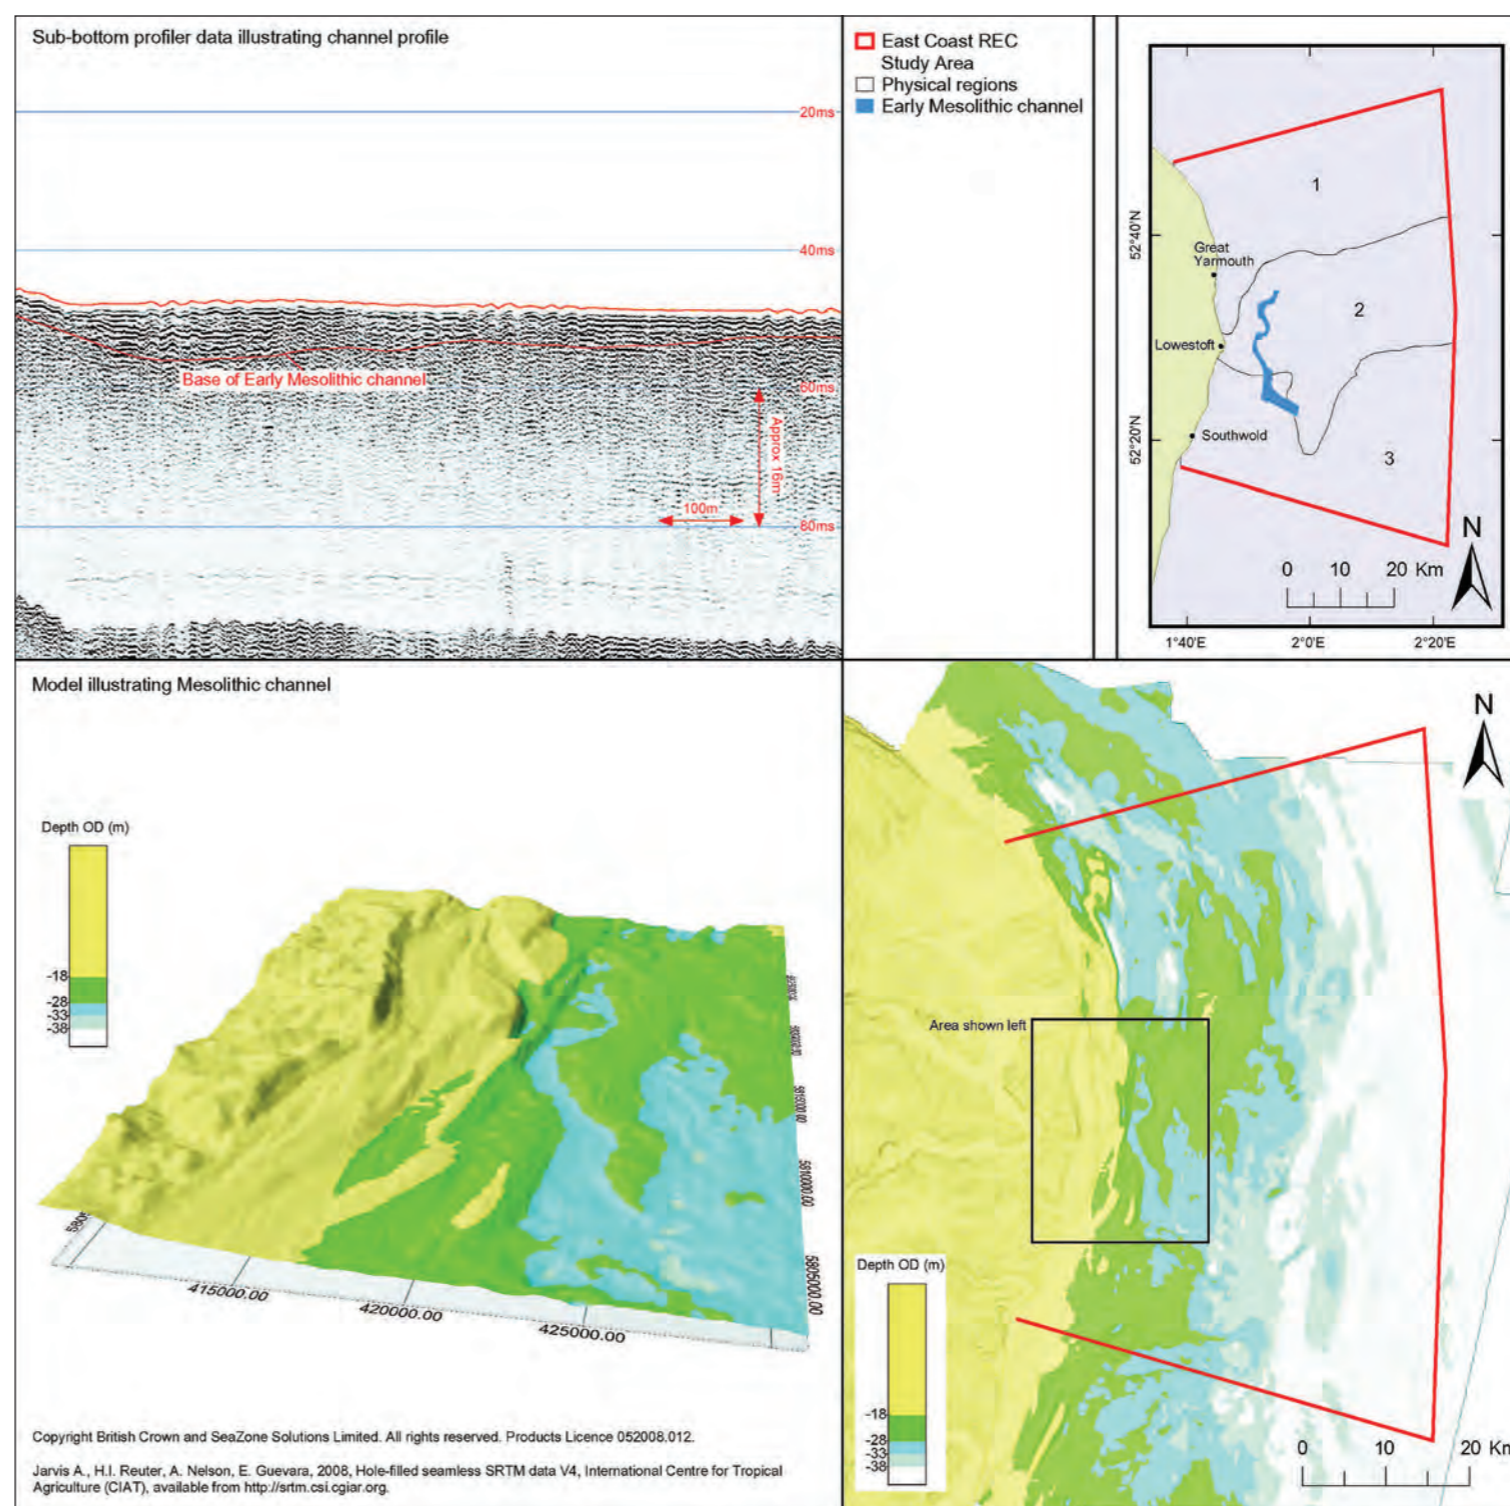 Sub-bottom profiler data illustrating channel profile
20ms
40ms
Base of Early Mesolithic channel
60ms
Approx 16m
100m
80ms
East Coast REC
Study Area
Physical regions
Early Mesolithic channel
52°40'N
52°20'N
1
Great
Yarmouth
2
Lowestoft
Southwold
3
N
0 10 20 Km
1°40'E 2°0'E 2°20'E
Model illustrating Mesolithic channel
Depth OD (m)
-18
-28
-33
-38
415000.00
420000.00
425000.00
5815000.00
5810000.00
5805000.00
Copyright British Crown and SeaZone Solutions Limited. All rights reserved. Products Licence 052008.012.
Jarvis A., H.I. Reuter, A. Nelson, E. Guevara, 2008, Hole-filled seamless SRTM data V4, International Centre for Tropical
Agriculture (CIAT), available from http://srtm.csi.cgiar.org.
N
Area shown left
Depth OD (m)
-18
-28
-33
-38
0 10 20 Km